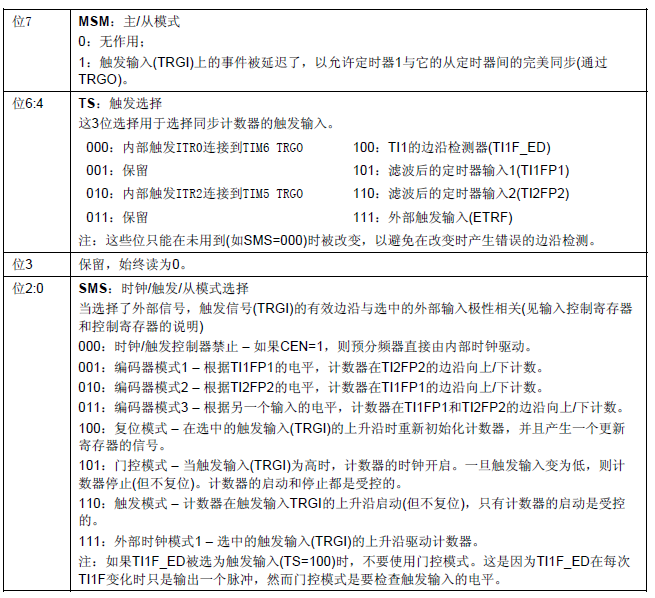 位7
MSM：主/从模式
0：无作用；
1：触发输入(TRGI)上的事件被延迟了，以允许定时器1与它的从定时器间的完美同步(通过
TRGO)。
位6:4
TS：触发选择
这3位选择用于选择同步计数器的触发输入。
000：内部触发ITR0连接到TIM6 TRGO 100：TI1的边沿检测器(TI1F_ED)
001：保留 101：滤波后的定时器输入1(TI1FP1)
010：内部触发ITR2连接到TIM5 TRGO 110：滤波后的定时器输入2(TI2FP2)
011：保留 111：外部触发输入(ETRF)
注：这些位只能在未用到(如SMS=000)时被改变，以避免在改变时产生错误的边沿检测。
位3
保留，始终读为0。
位2:0
SMS：时钟/触发/从模式选择
当选择了外部信号，触发信号(TRGI)的有效边沿与选中的外部输入极性相关(见输入控制寄存器
和控制寄存器的说明)
000：时钟/触发控制器禁止 – 如果CEN=1，则预分频器直接由内部时钟驱动。
001：编码器模式1 – 根据TI1FP1的电平，计数器在TI2FP2的边沿向上/下计数。
010：编码器模式2 – 根据TI2FP2的电平，计数器在TI1FP1的边沿向上/下计数。
011：编码器模式3 – 根据另一个输入的电平，计数器在TI1FP1和TI2FP2的边沿向上/下计数。
100：复位模式 – 在选中的触发输入(TRGI)的上升沿时重新初始化计数器，并且产生一个更新
寄存器的信号。
101：门控模式 – 当触发输入(TRGI)为高时，计数器的时钟开启。一旦触发输入变为低，则计
数器停止(但不复位)。计数器的启动和停止都是受控的。
110：触发模式 – 计数器在触发输入TRGI的上升沿启动(但不复位)，只有计数器的启动是受控
的。
111：外部时钟模式1 – 选中的触发输入(TRGI)的上升沿驱动计数器。
注：如果TI1F_ED被选为触发输入(TS=100)时，不要使用门控模式。这是因为TI1F_ED在每次
TI1F变化时只是输出一个脉冲，然而门控模式是要检查触发输入的电平。